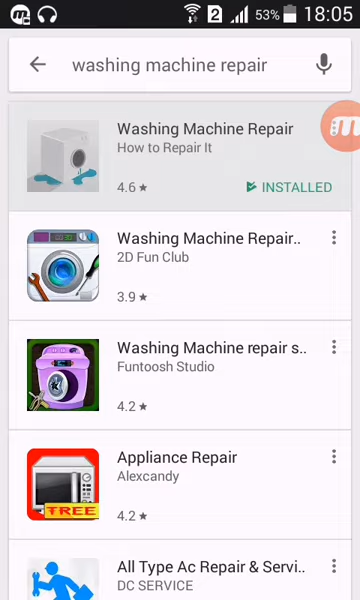 2 53% 18:05
washing machine repair
Washing Machine Repair
How to Repair It
4.6 ★ INSTALLED
Washing Machine Repair..
2D Fun Club
3.9 ★
Washing Machine repair s..
Funtoosh Studio
4.2 ★
Appliance Repair
Alexcandy
TREE
4.2 ★
All Type Ac Repair & Servi..
DC SERVICE